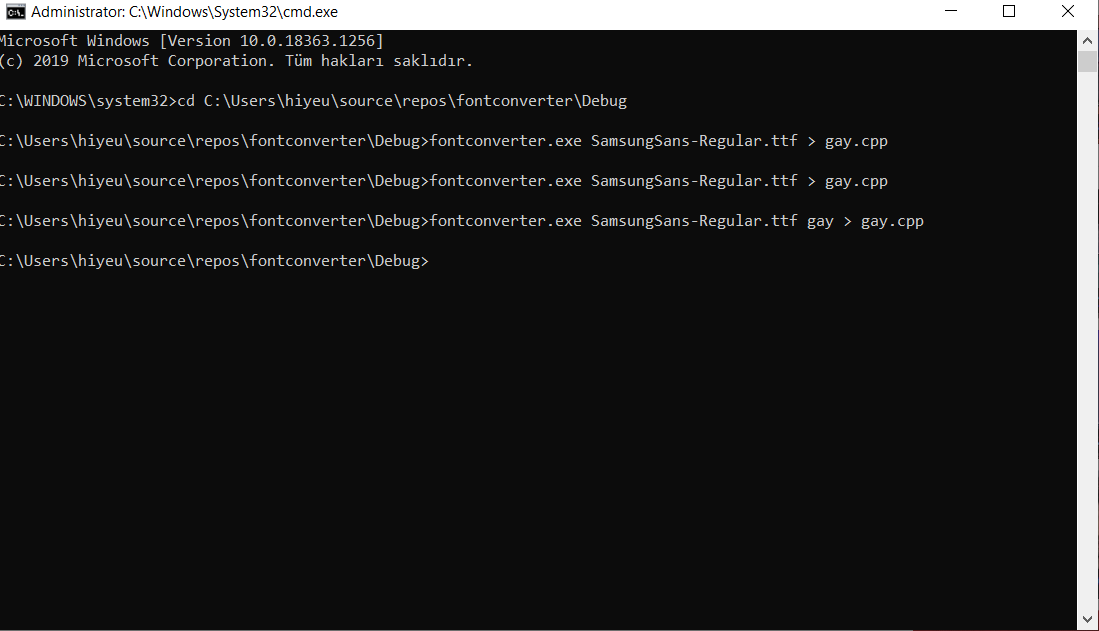 Administrator: C:\Windows\System32\cmd.exe
Microsoft Windows [Version 10.0.18363.1256]
(c) 2019 Microsoft Corporation. Tüm hakları saklıdır.
C:\WINDOWS\system32>cd C:\Users\hiyeu\source\repos\fontconverter\Debug
C:\Users\hiyeu\source\repos\fontconverter\Debug>fontconverter.exe SamsungSans-Regular.ttf > gay.cpp
C:\Users\hiyeu\source\repos\fontconverter\Debug>fontconverter.exe SamsungSans-Regular.ttf > gay.cpp
C:\Users\hiyeu\source\repos\fontconverter\Debug>fontconverter.exe SamsungSans-Regular.ttf gay > gay.cpp
C:\Users\hiyeu\source\repos\fontconverter\Debug>